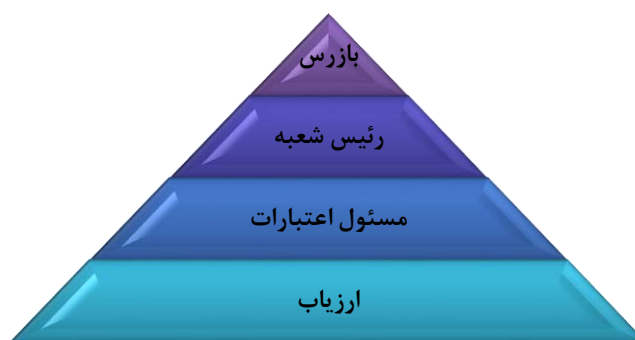 بازرس
رئیس شعبه
مسئول اعتبارات
ارزیاب